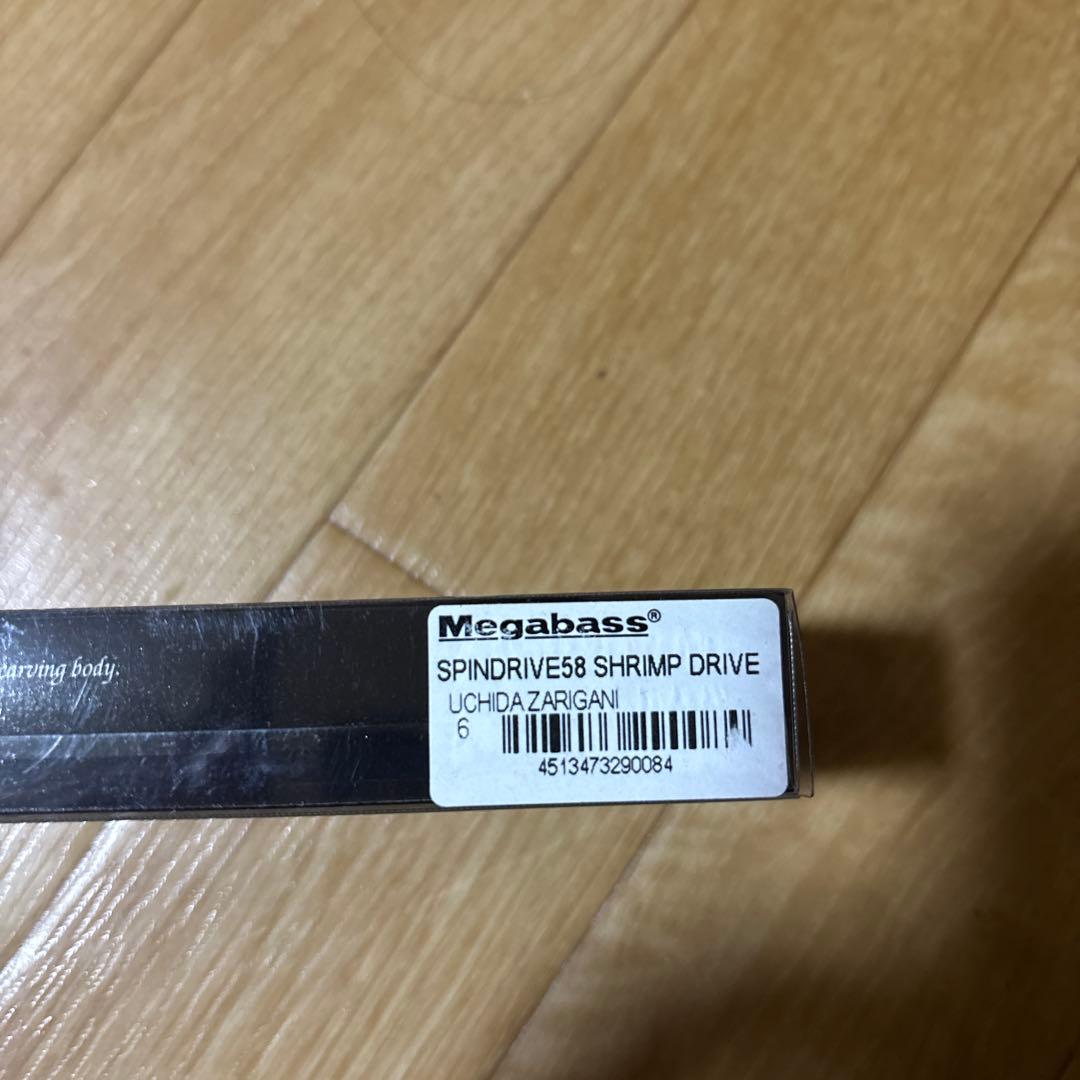 Megabass®
SPINDRIVE58 SHRIMP DRIVE
UCHIDA ZARIGANI
6
4513473290084
carving body.